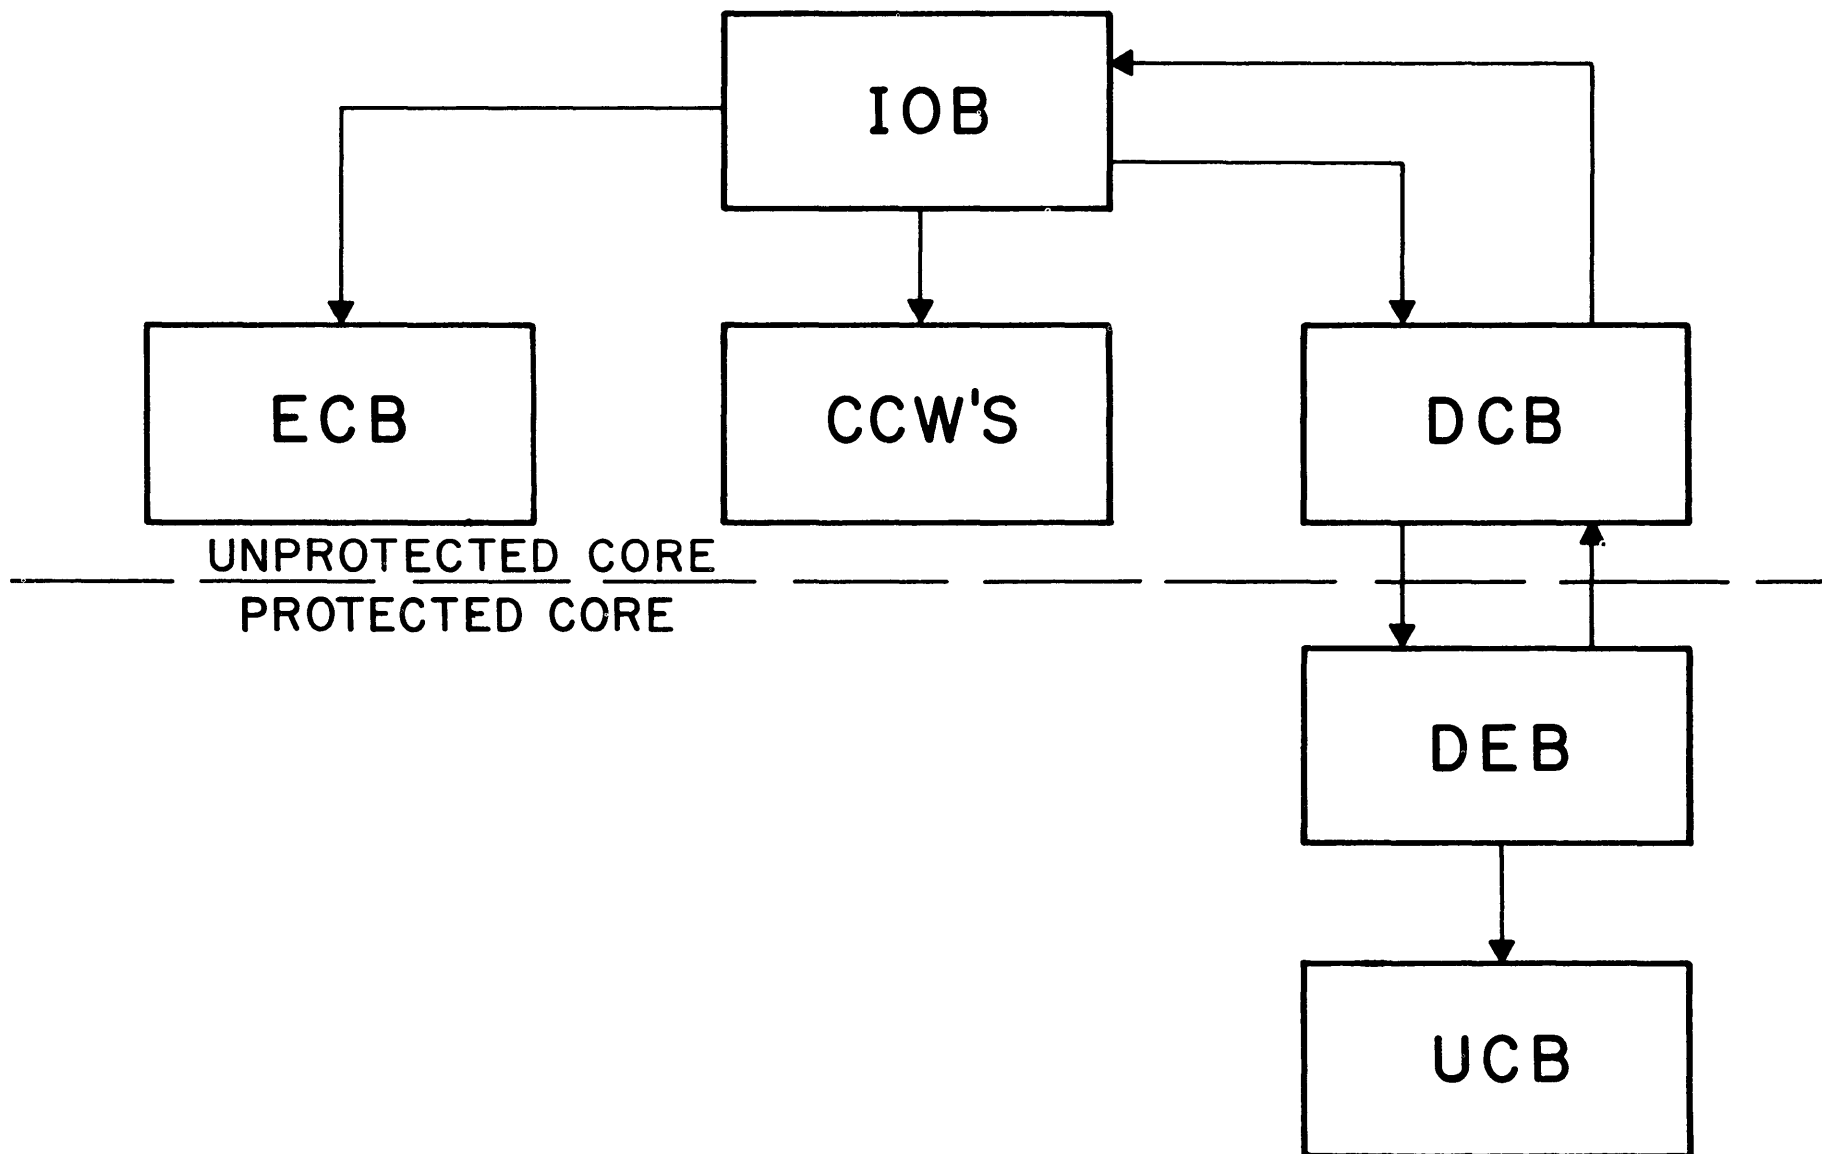 IOB
ECB
CCW'S
DCB
UNPROTECTED CORE
PROTECTED CORE
DEB
UCB